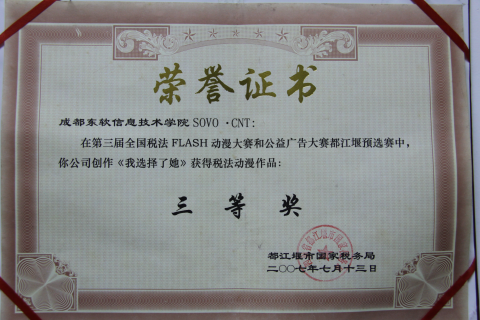 荣誉证书
成都东软信息技术学院 SOVO ·CNT:
在第三届全国税法 FLASH 动漫大赛和公益广告大赛都江堰预选赛中,
你公司创作《我选择了她》获得税法动漫作品:
三等奖
都江堰市国家税务局
二〇〇七年七月十三日